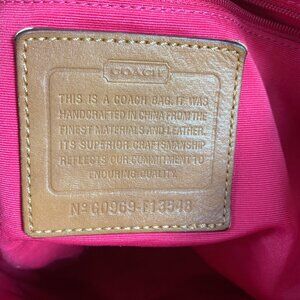 COACH
THIS IS A COACH BAG. IT WAS
HANDCRAFTED IN CHINA FROM THE
FINEST MATERIALS AND LEATHER.
ITS SUPERIOR CRAFTSMANSHIP
REFLECTS OUR COMMITMENT TO
ENDURING QUALITY.
Nº G0969-F13548